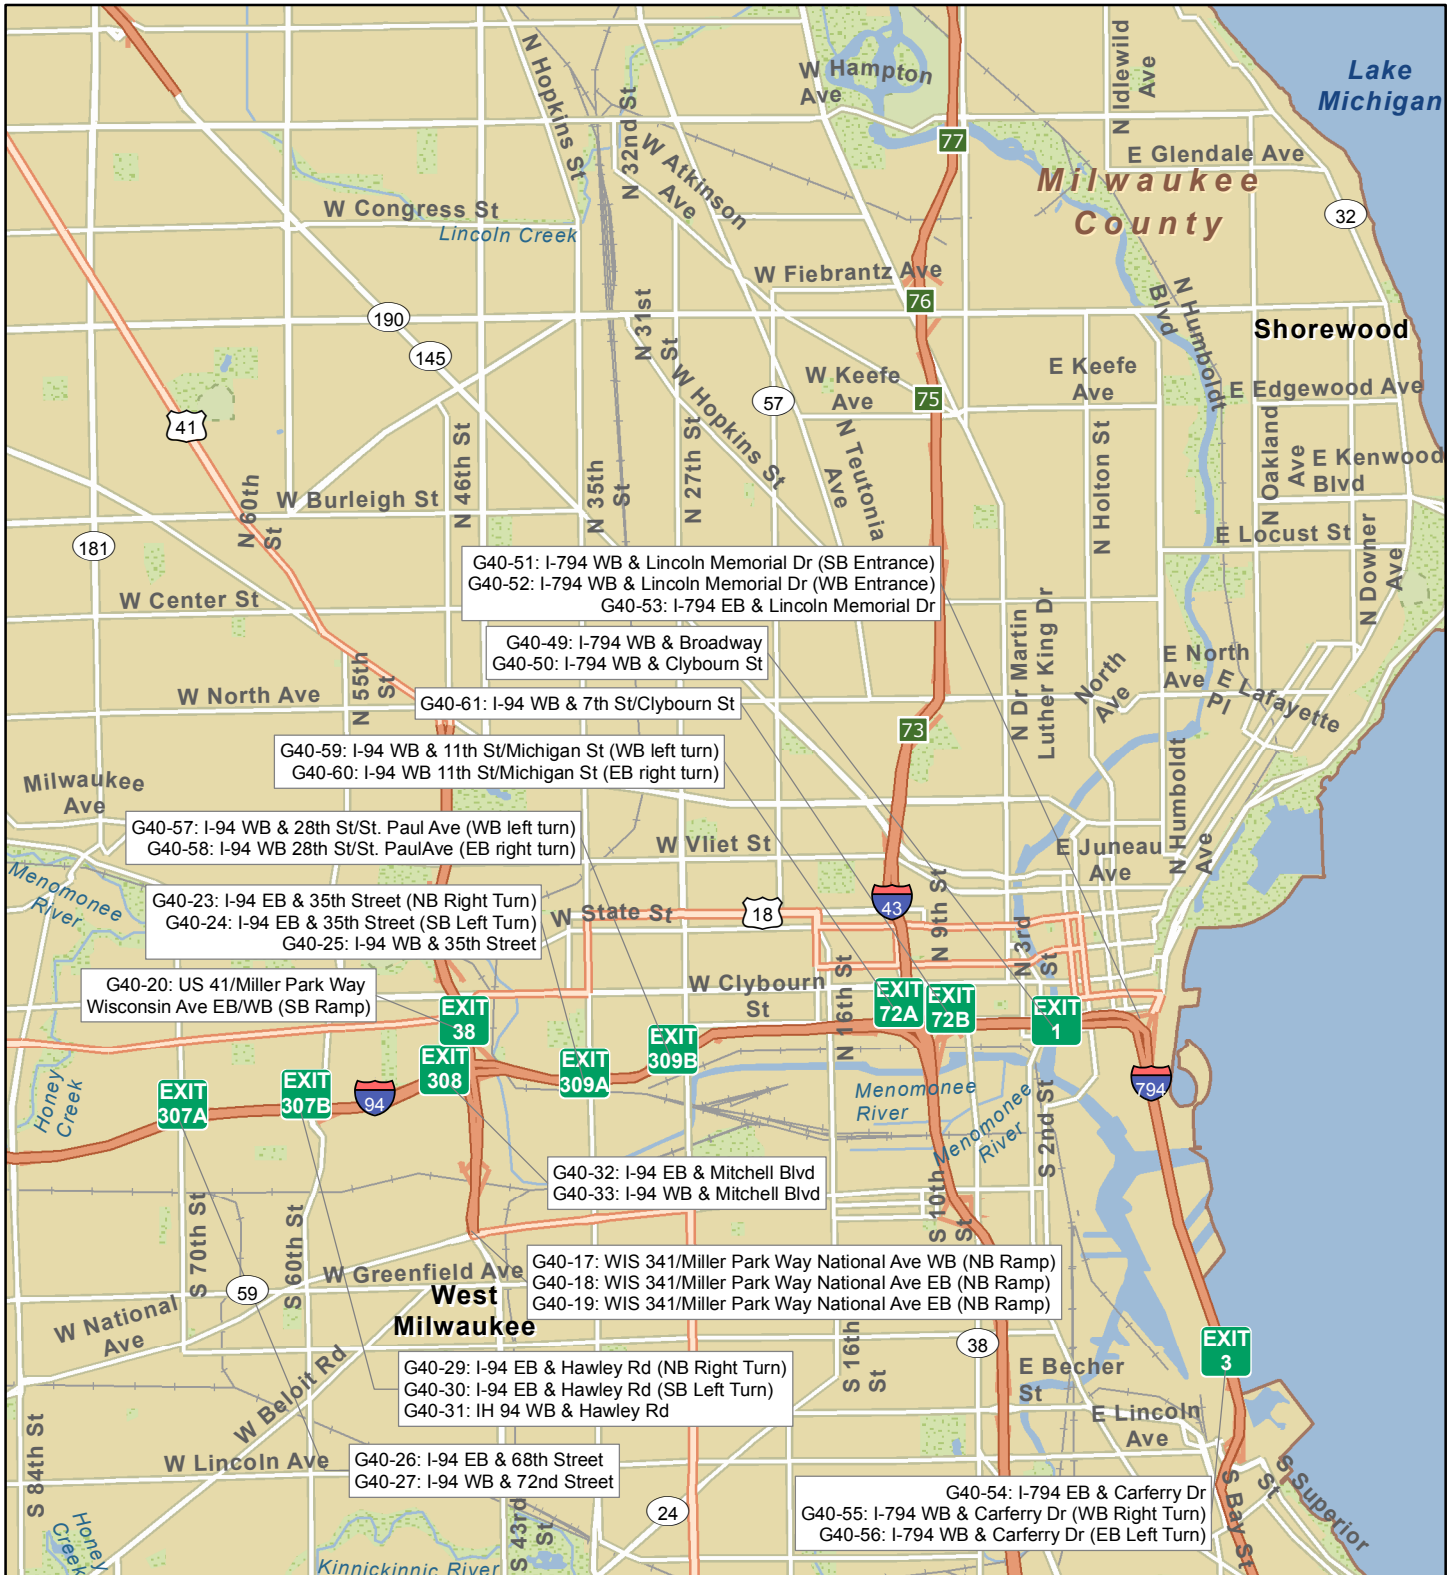 Lake
Michigan
W Hampton
Ave
N Idlewild
Ave
N Hopkins St
N 32nd St
W Atkinson
Ave
77
E Glendale Ave
Milwaukee
County
32
W Congress St
Lincoln Creek
W Fiebrantz Ave
76
N Humboldt
Blvd
190
145
N 31st
St
Shorewood
W Keefe
Ave
E Keefe
Ave
57
75
E Edgewood Ave
41
W Hopkins St
N Teutonia
Ave
N 60th
St
N 46th St
N 35th
St
N 27th St
N Holton St
N Oakland
Ave
E Kenwood
Blvd
W Burleigh St
181
E Locust St
N Downer
Ave
G40-51: I-794 WB & Lincoln Memorial Dr (SB Entrance)
G40-52: I-794 WB & Lincoln Memorial Dr (WB Entrance)
G40-53: I-794 EB & Lincoln Memorial Dr
W Center St
G40-49: I-794 WB & Broadway
G40-50: I-794 WB & Clybourn St
N Dr Martin
Luther King Dr
North
Ave
E North
Ave
E Lafayette
Pl
W North Ave
N 55th
St
G40-61: I-94 WB & 7th St/Clybourn St
73
G40-59: I-94 WB & 11th St/Michigan St (WB left turn)
G40-60: I-94 WB 11th St/Michigan St (EB right turn)
Milwaukee
Ave
N Humboldt
Ave
G40-57: I-94 WB & 28th St/St. Paul Ave (WB left turn)
G40-58: I-94 WB 28th St/St. PaulAve (EB right turn)
W Vliet St
E Juneau
Ave
Menomonee
River
G40-23: I-94 EB & 35th Street (NB Right Turn)
G40-24: I-94 EB & 35th Street (SB Left Turn)
G40-25: I-94 WB & 35th Street
W State St
18
43
N 9th St
N 3rd
St
G40-20: US 41/Miller Park Way
Wisconsin Ave EB/WB (SB Ramp)
W Clybourn
St
N 16th St
EXIT
72A
EXIT
72B
EXIT
1
EXIT
38
EXIT
309B
EXIT
308
EXIT
309A
Honey
Creek
EXIT
307A
EXIT
307B
94
794
Menomonee
River
Menomonee
River
S 2nd St
G40-32: I-94 EB & Mitchell Blvd
G40-33: I-94 WB & Mitchell Blvd
S 70th St
S 60th St
S 10th
St
G40-17: WIS 341/Miller Park Way National Ave WB (NB Ramp)
G40-18: WIS 341/Miller Park Way National Ave EB (NB Ramp)
G40-19: WIS 341/Miller Park Way National Ave EB (NB Ramp)
59
W Greenfield Ave
West
Milwaukee
W National
Ave
S 16th
St
38
EXIT
3
W Beloit Rd
G40-29: I-94 EB & Hawley Rd (NB Right Turn)
G40-30: I-94 EB & Hawley Rd (SB Left Turn)
G40-31: IH 94 WB & Hawley Rd
E Becher
St
E Lincoln
Ave
S 84th St
W Lincoln Ave
G40-26: I-94 EB & 68th Street
G40-27: I-94 WB & 72nd Street
24
G40-54: I-794 EB & Carferry Dr
G40-55: I-794 WB & Carferry Dr (WB Right Turn)
G40-56: I-794 WB & Carferry Dr (EB Left Turn)
S Superior
St
S Bay St
Honey
Creek
S 43rd
St
Kinnickinnic River